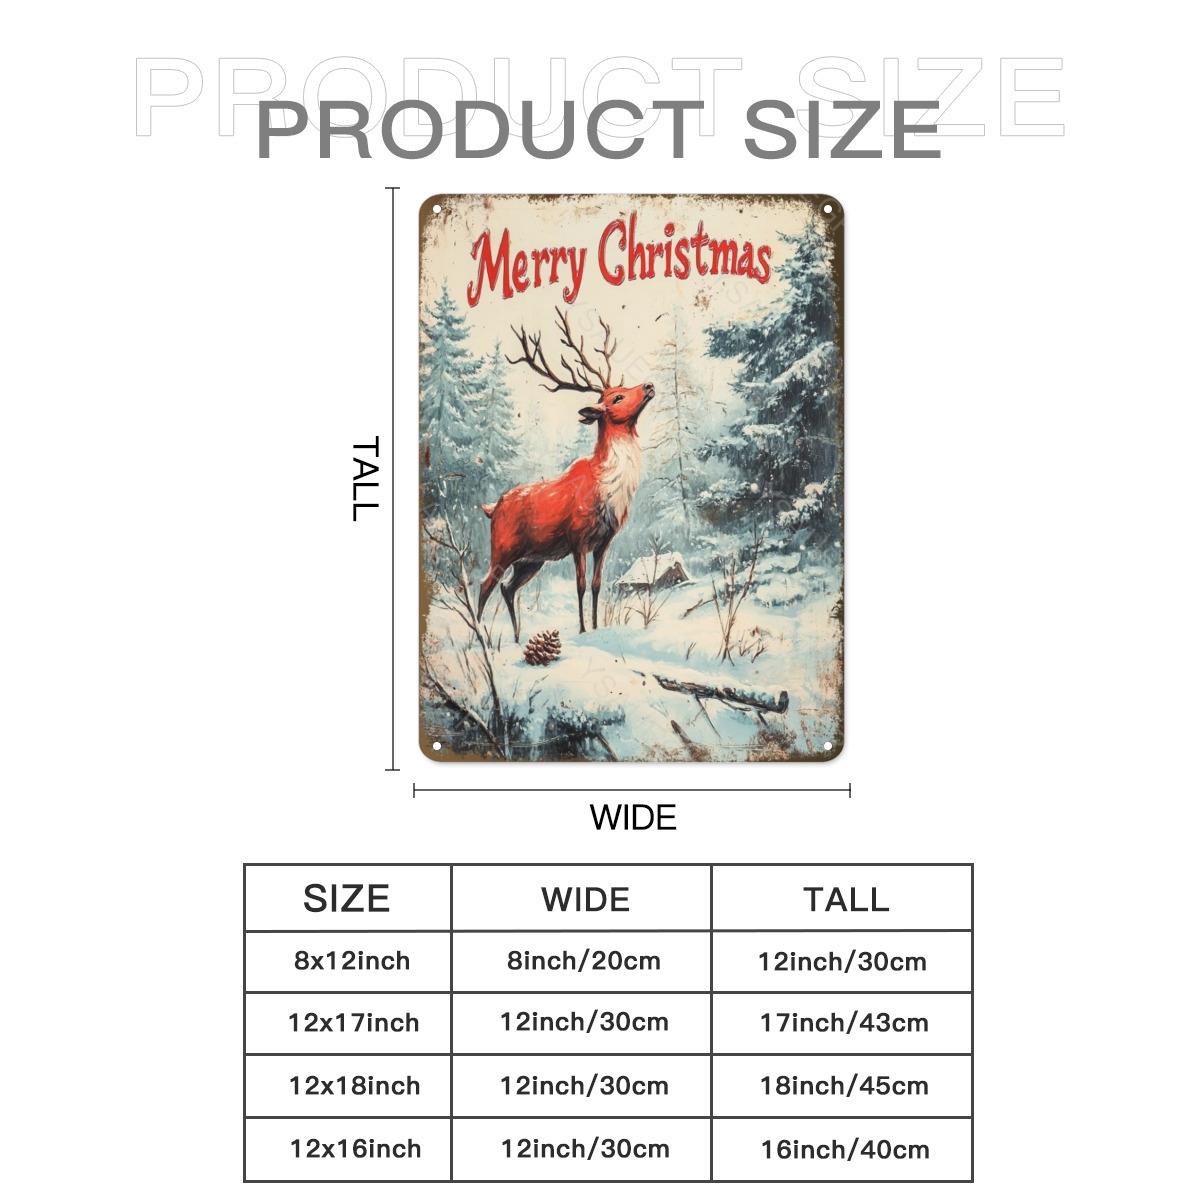 PRODUCT SIZE
PRODUCT SIZE
Merry Christmas
TALL
WIDE
SIZE WIDE TALL
8x12inch 8inch/20cm 12inch/30cm
12x17inch 12inch/30cm 17inch/43cm
12x18inch 12inch/30cm 18inch/45cm
12x16inch 12inch/30cm 16inch/40cm